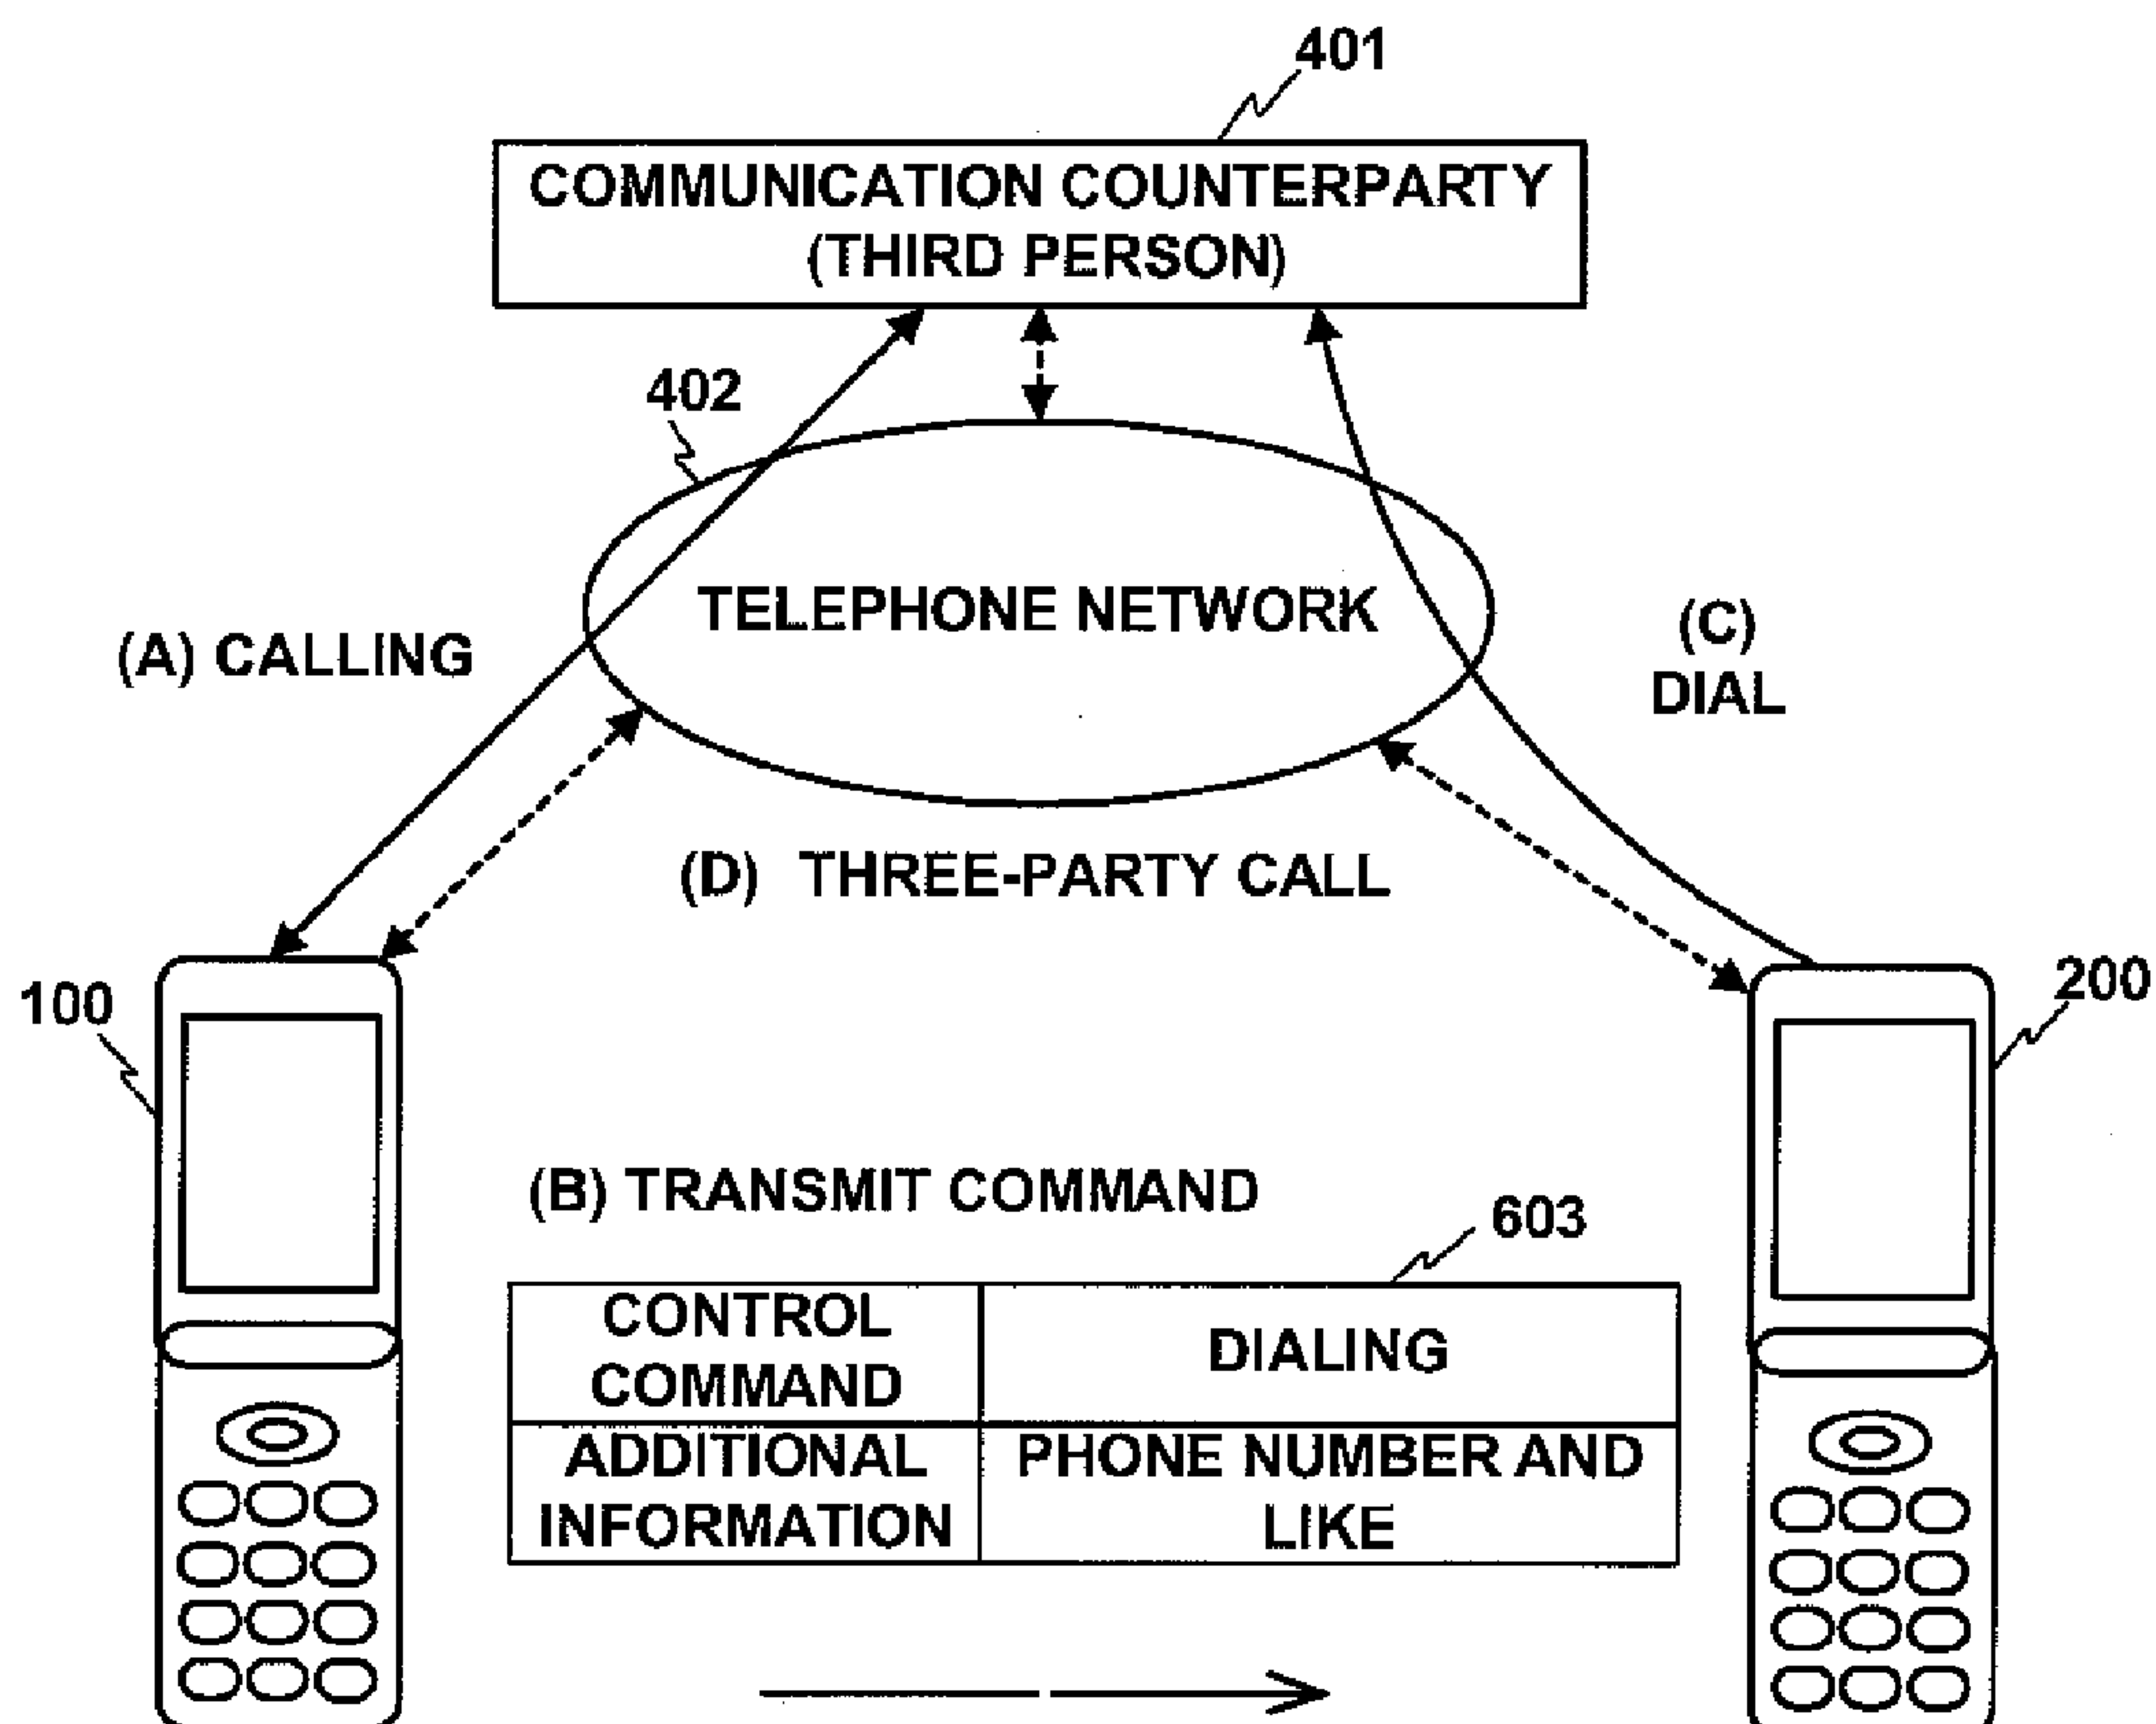 401
COMMUNICATION COUNTERPARTY
(THIRD PERSON)
402
TELEPHONE NETWORK
(A) CALLING
(C)
DIAL
(D) THREE-PARTY CALL
100
200
(B) TRANSMIT COMMAND
603
CONTROL
COMMAND
DIALING
ADDITIONAL
INFORMATION
PHONE NUMBER AND
LIKE